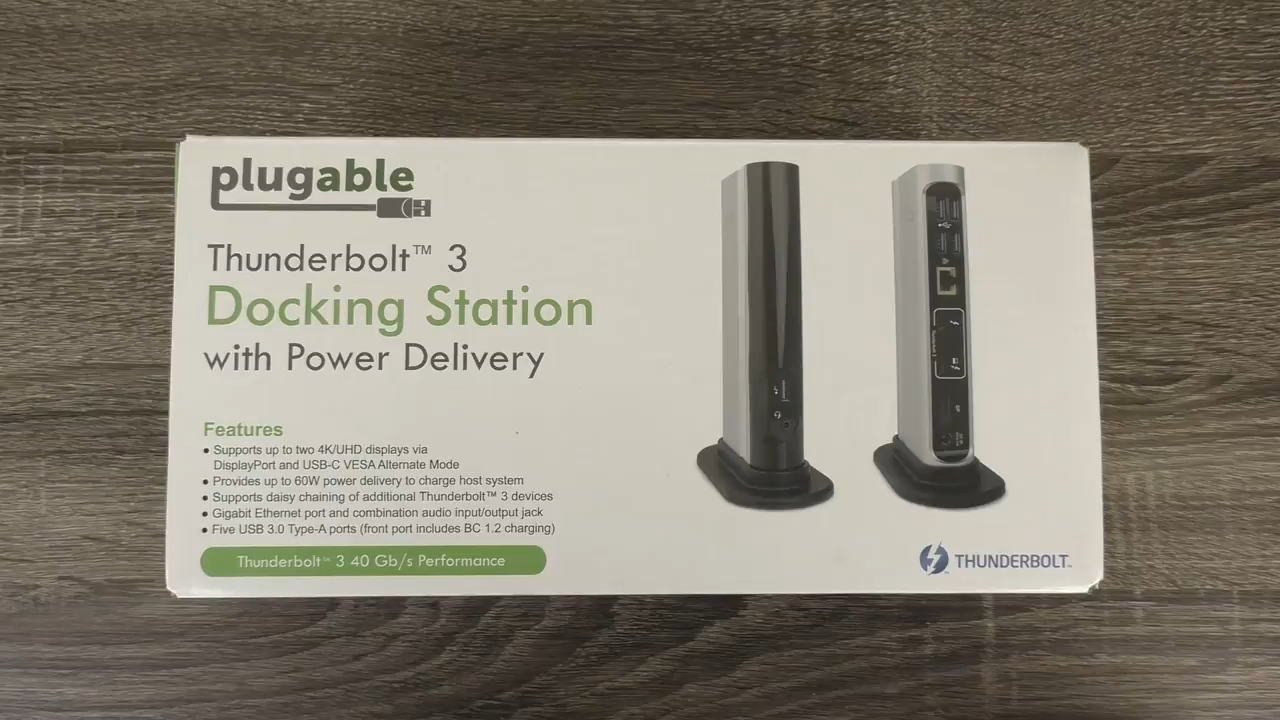 plugable
Thunderbolt™ 3
Docking Station
with Power Delivery
Features
• Supports up to two 4K/UHD displays via
DisplayPort and USB-C VESA Alternate Mode
• Provides up to 60W power delivery to charge host system
• Supports daisy chaining of additional Thunderbolt™ 3 devices
• Gigabit Ethernet port and combination audio input/output jack
• Five USB 3.0 Type-A ports (front port includes BC 1.2 charging)
Thunderbolt™ 3 40 Gb/s Performance
THUNDERBOLT™